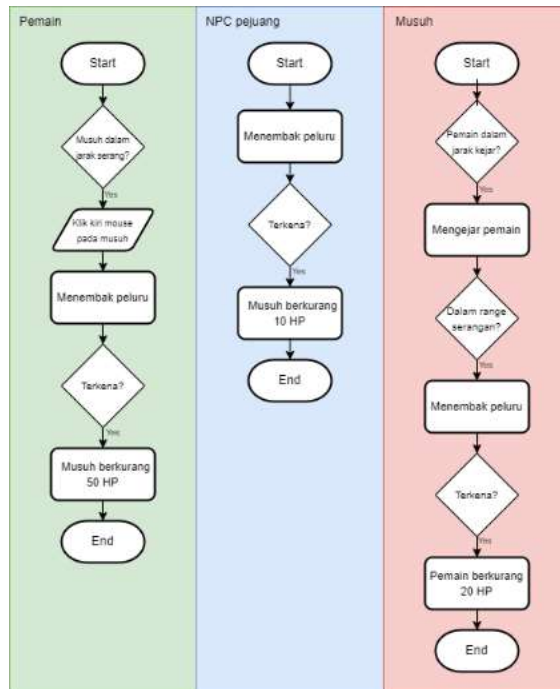 Pemain
Start
Musuh dalam
jarak serang?
Yes
Klik kiri mouse
pada musuh
Menembak peluru
Terkena?
Yes
Musuh berkurang
50 HP
End
NPC pejuang
Start
Menembak peluru
Terkena?
Yes
Musuh berkurang
10 HP
End
Musuh
Start
Pemain dalam
jarak kejar?
Yes
Mengejar pemain
Dalam range
serangan?
Yes
Menembak peluru
Terkena?
Yes
Pemain berkurang
20 HP
End